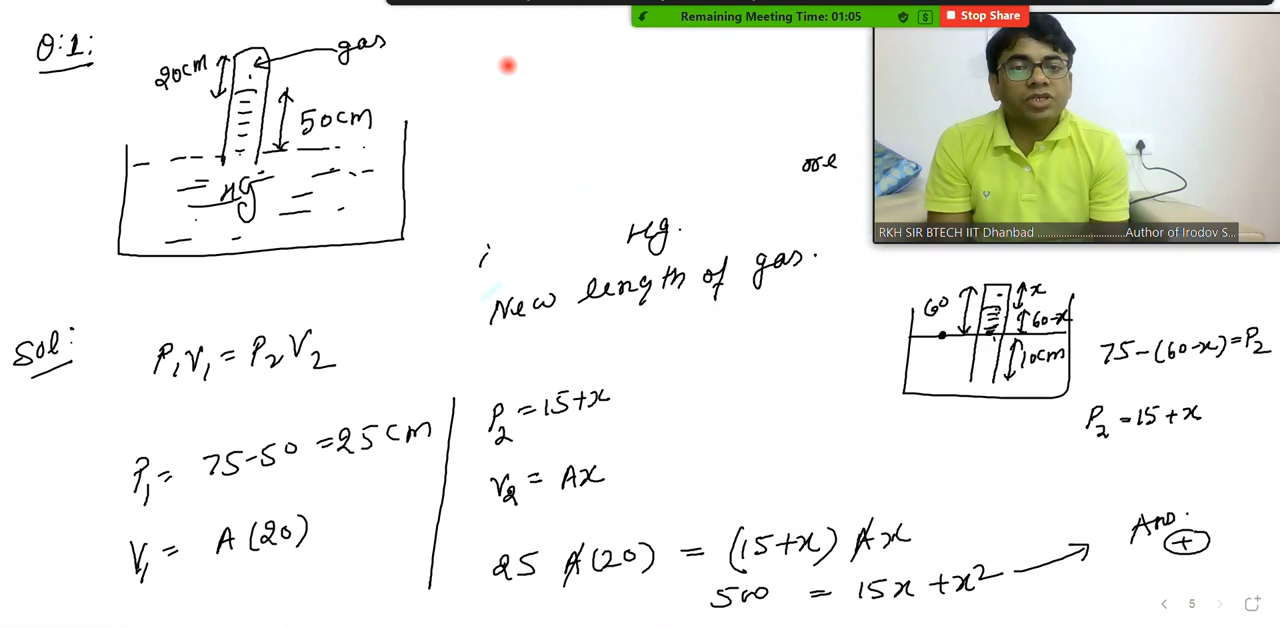 Remaining Meeting Time: 01:05
Stop Share
Q:1:
20cm
gas
50cm
Hg
RKH SIR BTECH IIT Dhanbad ................................Author of Irodov S...
Hg.
New length of gas.
60
x
60-x
10cm
75-(60-x)=P₂
P₂=15+x
Sol:
P₁V₁=P₂V₂
P₁= 75-50 =25cm
V₁= A(20)
P₂=15+x
V₂= Ax
25 A(20) = (15+x) Ax
500 = 15x+x²
Ans.
+
5